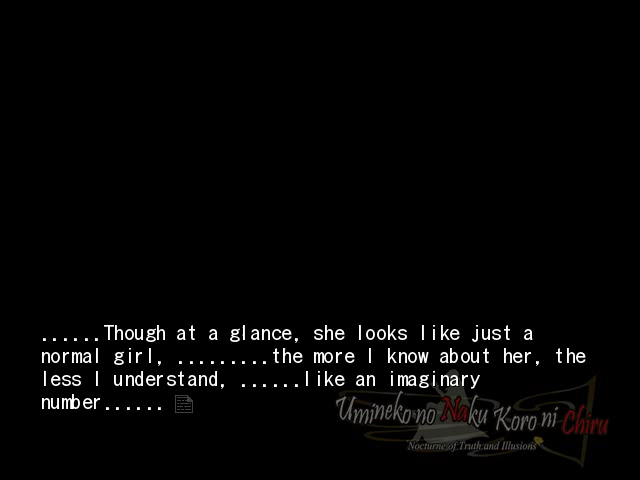 ......Though at a glance, she looks like just a
normal girl, .........the more I know about her, the
less I understand, ......like an imaginary
number......
Umineko no Naku Koro ni Chiru
Nocturne of Truth and Illusions